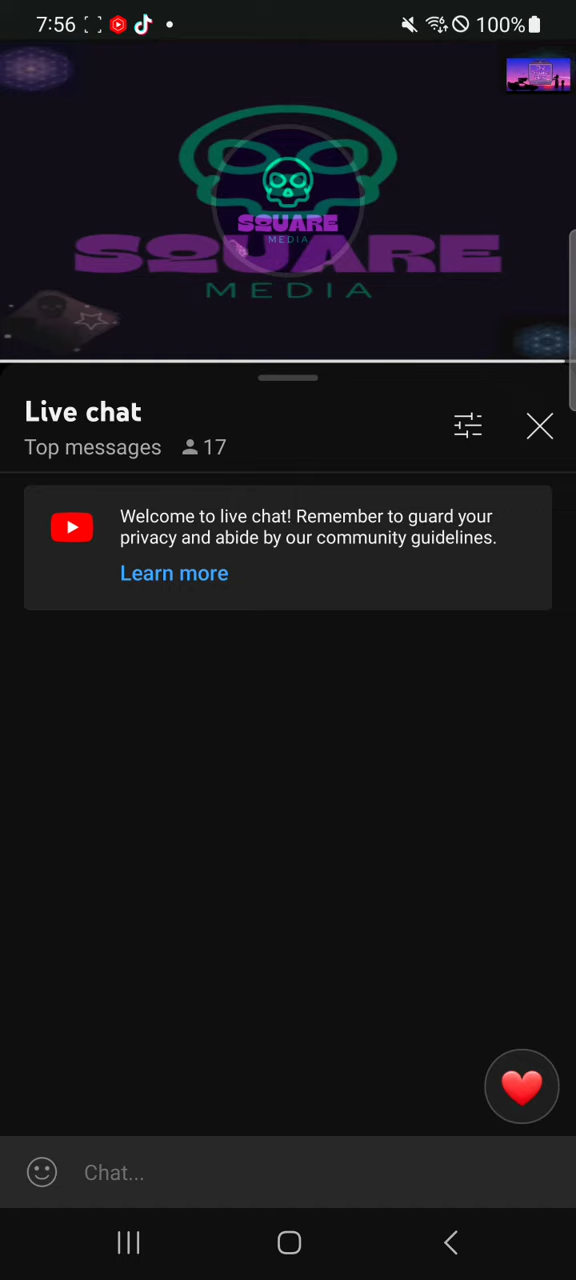 7:56
100%
SQUARE
MEDIA
SQUARE
MEDIA
Live chat
Top messages 17
Welcome to live chat! Remember to guard your
privacy and abide by our community guidelines.
Learn more
Chat...